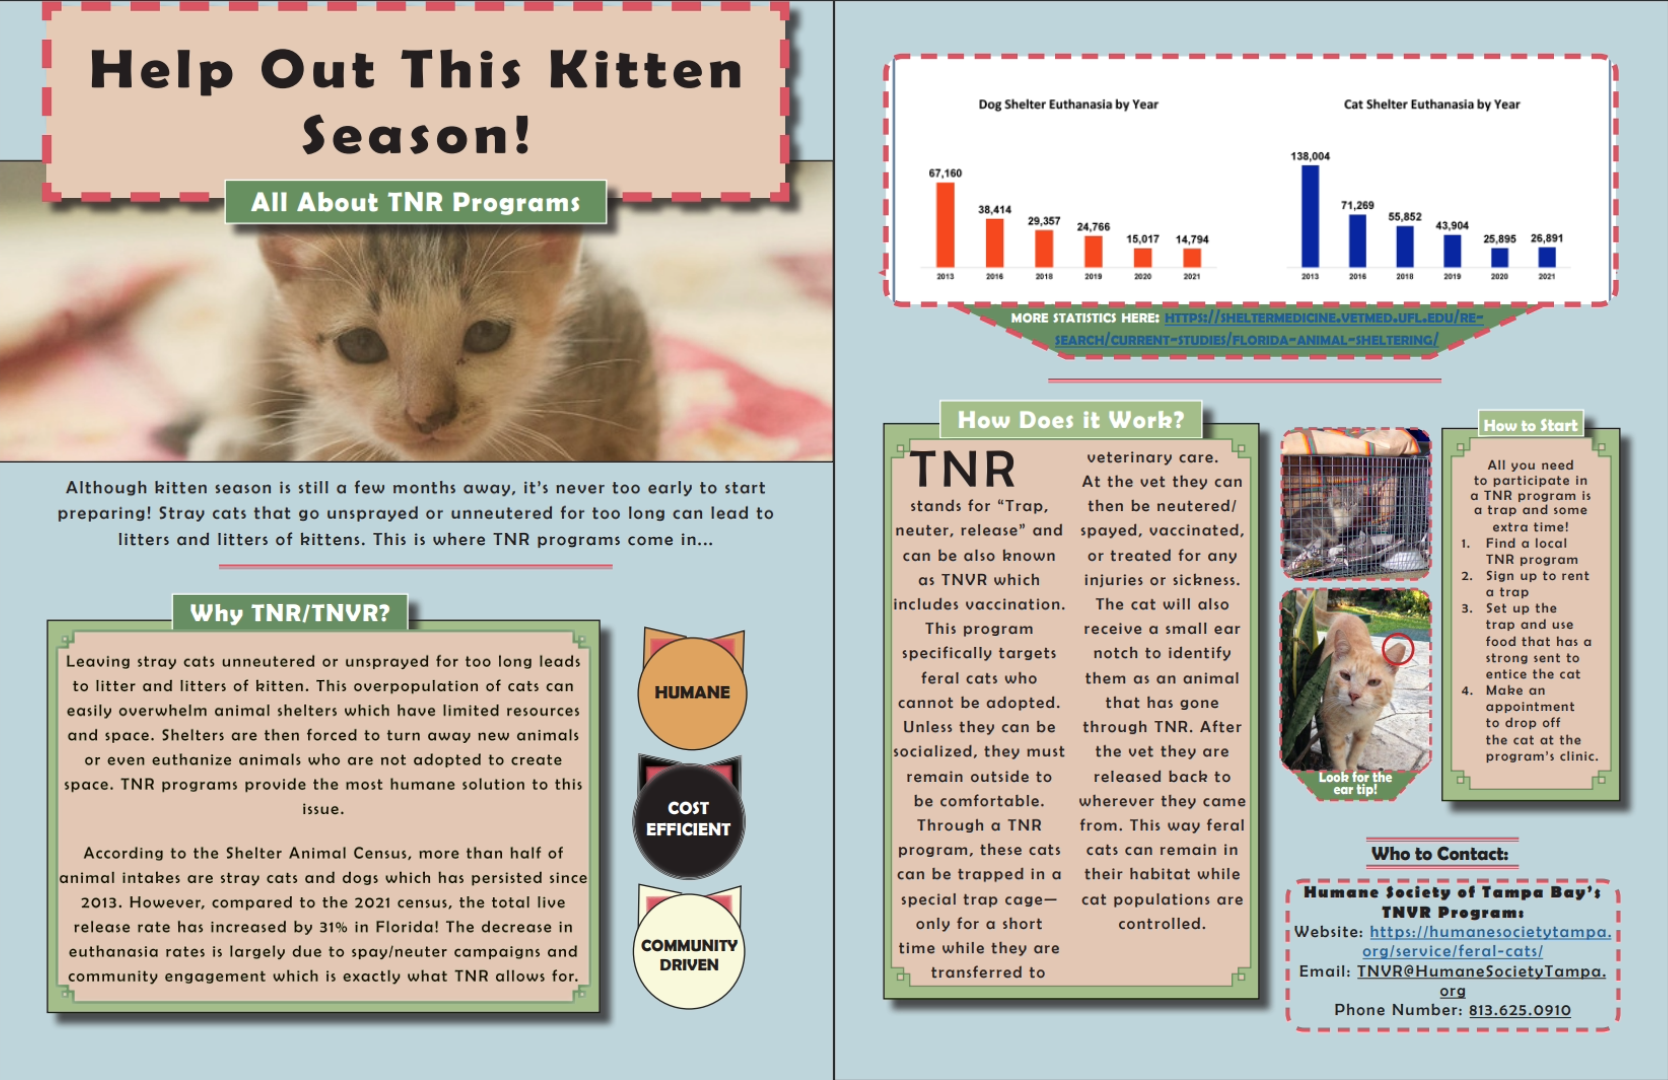 Help Out This Kitten
Season!
All About TNR Programs
Although kitten season is still a few months away, it's never too early to start
preparing! Stray cats that go unsprayed or unneutered for too long can lead to
litters and litters of kittens. This is where TNR programs come in...
Why TNR/TNVR?
Leaving stray cats unneutered or unsprayed for too long leads
to litter and litters of kitten. This overpopulation of cats can
easily overwhelm animal shelters which have limited resources
and space. Shelters are then forced to turn away new animals
or even euthanize animals who are not adopted to create
space. TNR programs provide the most humane solution to this
issue.
According to the Shelter Animal Census, more than half of
animal intakes are stray cats and dogs which has persisted since
2013. However, compared to the 2021 census, the total live
release rate has increased by 31% in Florida! The decrease in
euthanasia rates is largely due to spay/neuter campaigns and
community engagement which is exactly what TNR allows for.
HUMANE
COST
EFFICIENT
COMMUNITY
DRIVEN
Dog Shelter Euthanasia by Year
67,160
38,414
29,357
24,766
15,017
14,794
2013
2016
2018
2019
2020
2021
Cat Shelter Euthanasia by Year
138,004
71,269
55,852
43,904
25,895
26,891
2013
2016
2018
2019
2020
2021
MORE STATISTICS HERE: HTTPS://SHELTERMEDICINE.VETMED.UFL.EDU/RE-
SEARCH/CURRENT-STUDIES/FLORIDA-ANIMAL-SHELTERING/
How Does it Work?
TNR
stands for “Trap,
neuter, release” and
can be also known
as TNVR which
includes vaccination.
This program
specifically targets
feral cats who
cannot be adopted.
Unless they can be
socialized, they must
remain outside to
be comfortable.
Through a TNR
program, these cats
can be trapped in a
special trap cage—
only for a short
time while they are
transferred to
veterinary care.
At the vet they can
then be neutered/
spayed, vaccinated,
or treated for any
injuries or sickness.
The cat will also
receive a small ear
notch to identify
them as an animal
that has gone
through TNR. After
the vet they are
released back to
wherever they came
from. This way feral
cats can remain in
their habitat while
cat populations are
controlled.
Look for the
ear tip!
How to Start
All you need
to participate in
a TNR program is
a trap and some
extra time!
1. Find a local
TNR program
2. Sign up to rent
a trap
3. Set up the
trap and use
food that has a
strong sent to
entice the cat
4. Make an
appointment
to drop off
the cat at the
program's clinic.
Who to Contact:
Humane Society of Tampa Bay's
TNVR Program:
Website: https://humanesocietytampa.
org/service/feral-cats/
Email: TNVR@HumaneSocietyTampa.
org
Phone Number: 813.625.0910